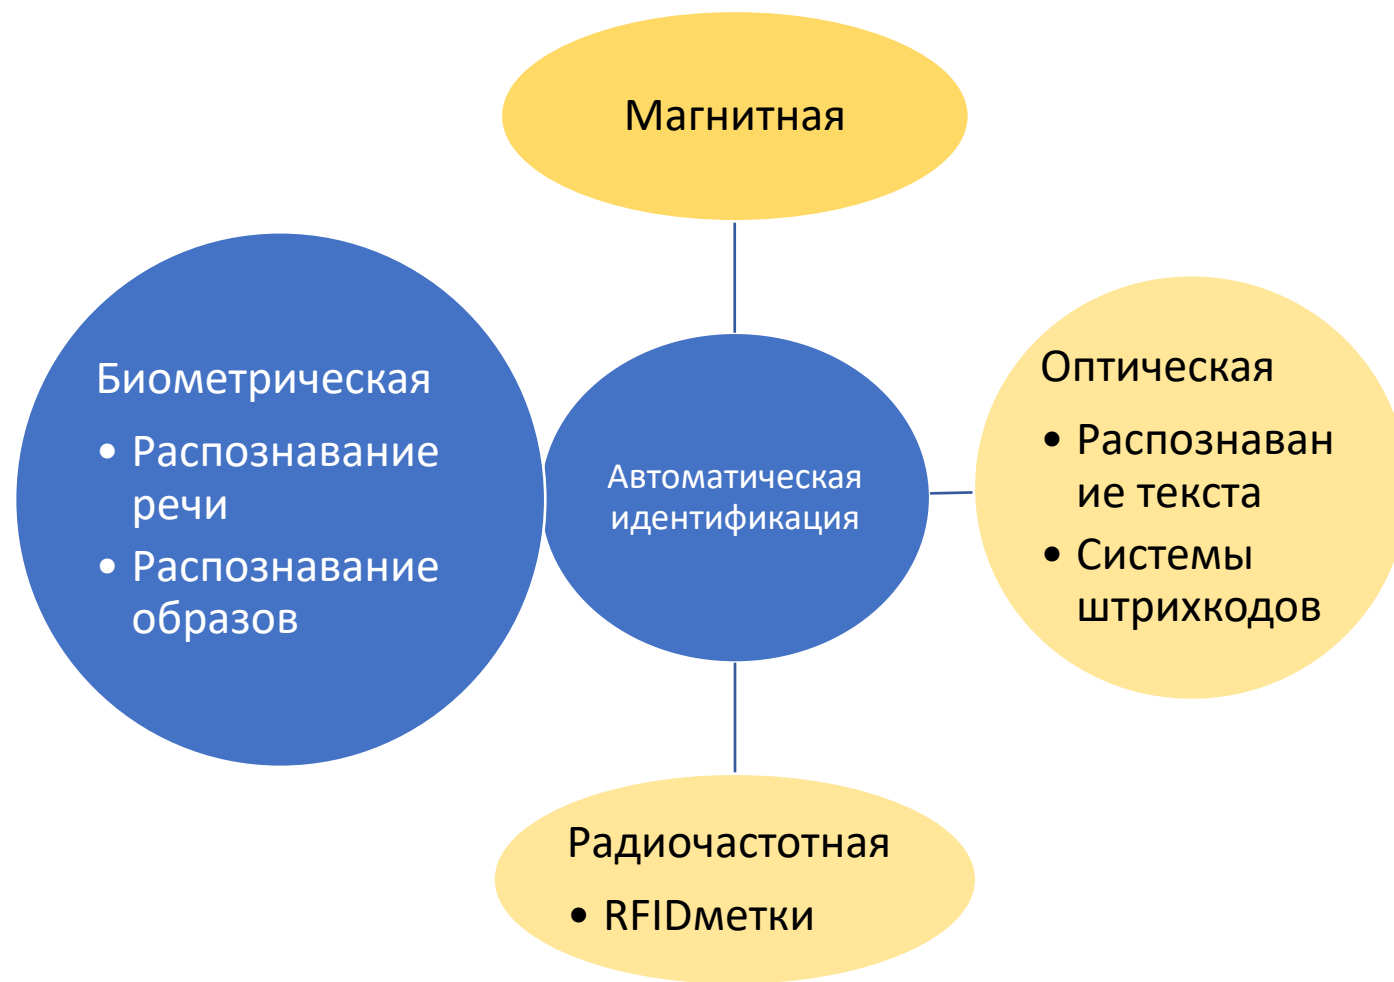 Магнитная
Биометрическая
• Распознавание
речи
• Распознавание
образов
Автоматическая
идентификация
Оптическая
• Распознаван
ие текста
• Системы
штрихкодов
Радиочастотная
• RFIDметки